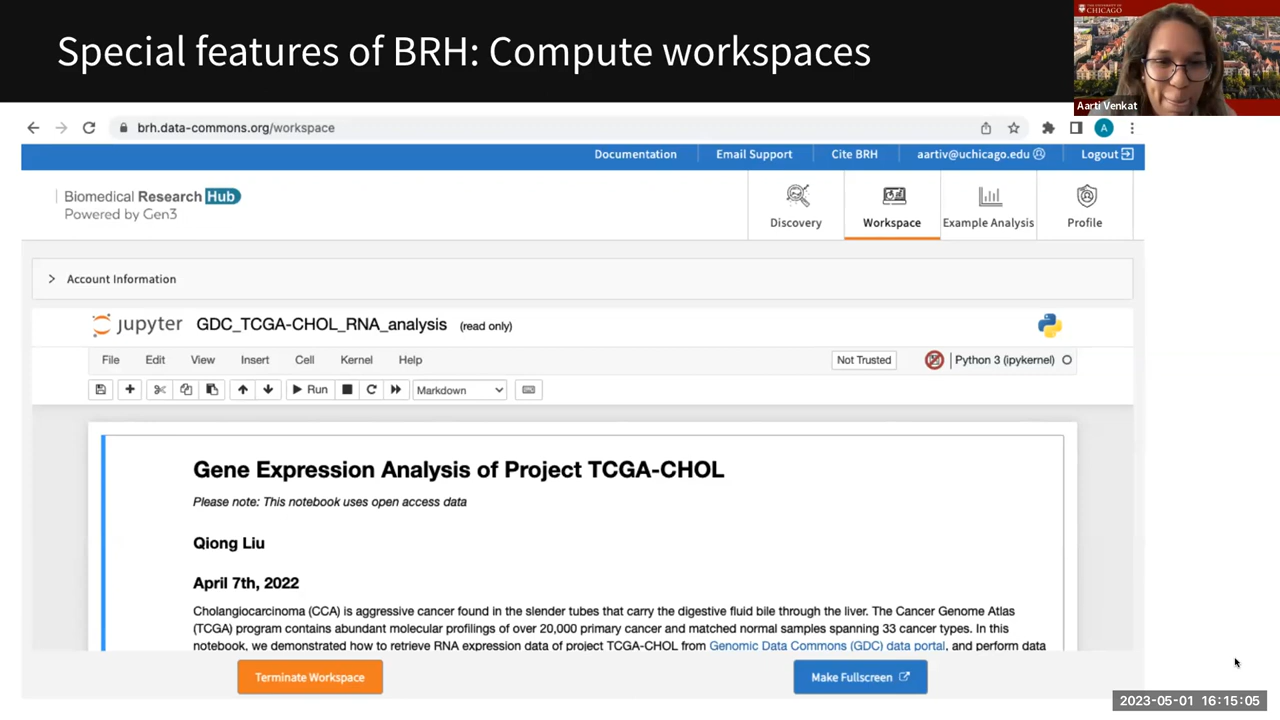 Special features of BRH: Compute workspaces
THE UNIVERSITY OF
CHICAGO
Aarti Venkat
brh.data-commons.org/workspace
A
Documentation
Email Support
Cite BRH
aartiv@uchicago.edu
Logout
Biomedical Research Hub
Powered by Gen3
Discovery
Workspace
Example Analysis
Profile
Account Information
jupyter
GDC_TCGA-CHOL_RNA_analysis (read only)
File Edit View Insert Cell Kernel Help
Not Trusted
Python 3 (ipykernel)
Run
Markdown
Gene Expression Analysis of Project TCGA-CHOL
Please note: This notebook uses open access data
Qiong Liu
April 7th, 2022
Cholangiocarcinoma (CCA) is aggressive cancer found in the slender tubes that carry the digestive fluid bile through the liver. The Cancer Genome Atlas
(TCGA) program contains abundant molecular profilings of over 20,000 primary cancer and matched normal samples spanning 33 cancer types. In this
notebook, we demonstrated how to retrieve RNA expression data of project TCGA-CHOL from Genomic Data Commons (GDC) data portal, and perform data
Terminate Workspace
Make Fullscreen
2023-05-01 16:15:05